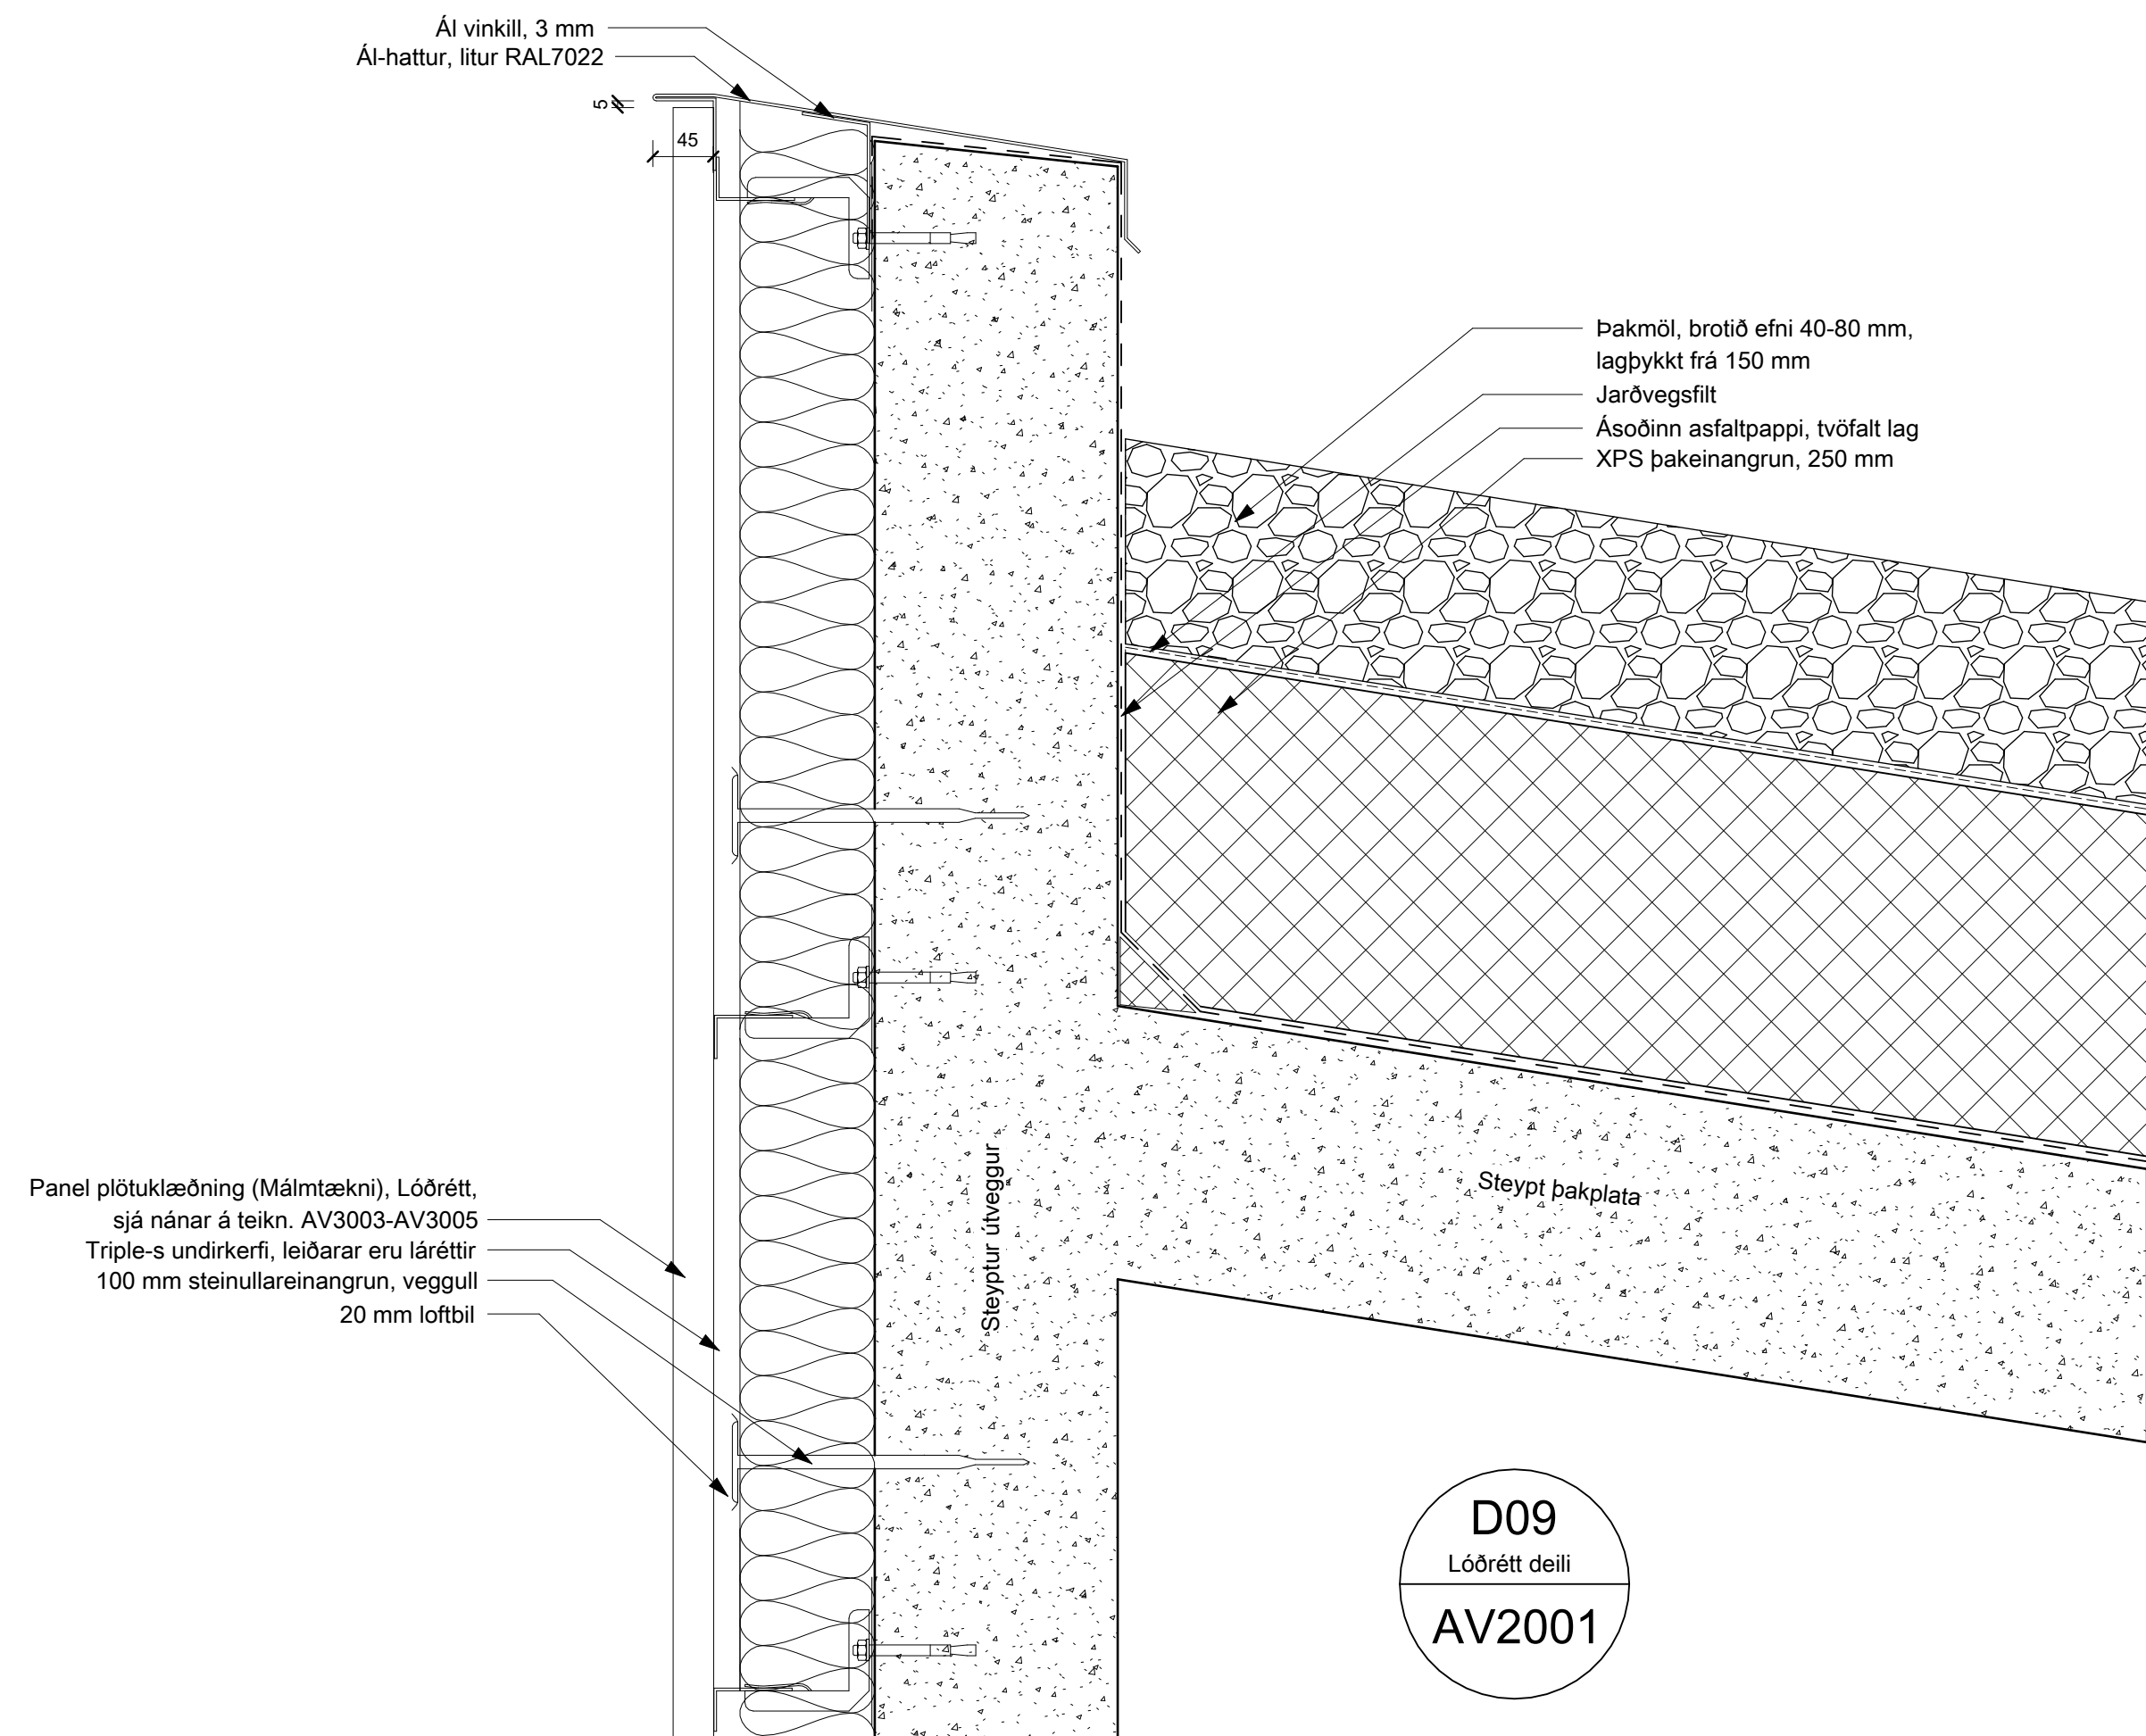 Ál vinkill, 3 mm
Ál-hattur, litur RAL7022
5
45
Þakmöl, brotið efni 40-80 mm,
lagþykkt frá 150 mm
Jarðvegsfilt
Ásoðinn asfaltpappi, tvöfalt lag
XPS þakeinangrun, 250 mm
Steyptur útveggur
Steypt þakplata
Panel plötuklæðning (Málmtækni), Lóðrétt,
sjá nánar á teikn. AV3003-AV3005
Triple-s undirkerfi, leiðarar eru láréttir
100 mm steinullareinangrun, veggull
20 mm loftbil
D09
Lóðrétt deili
AV2001